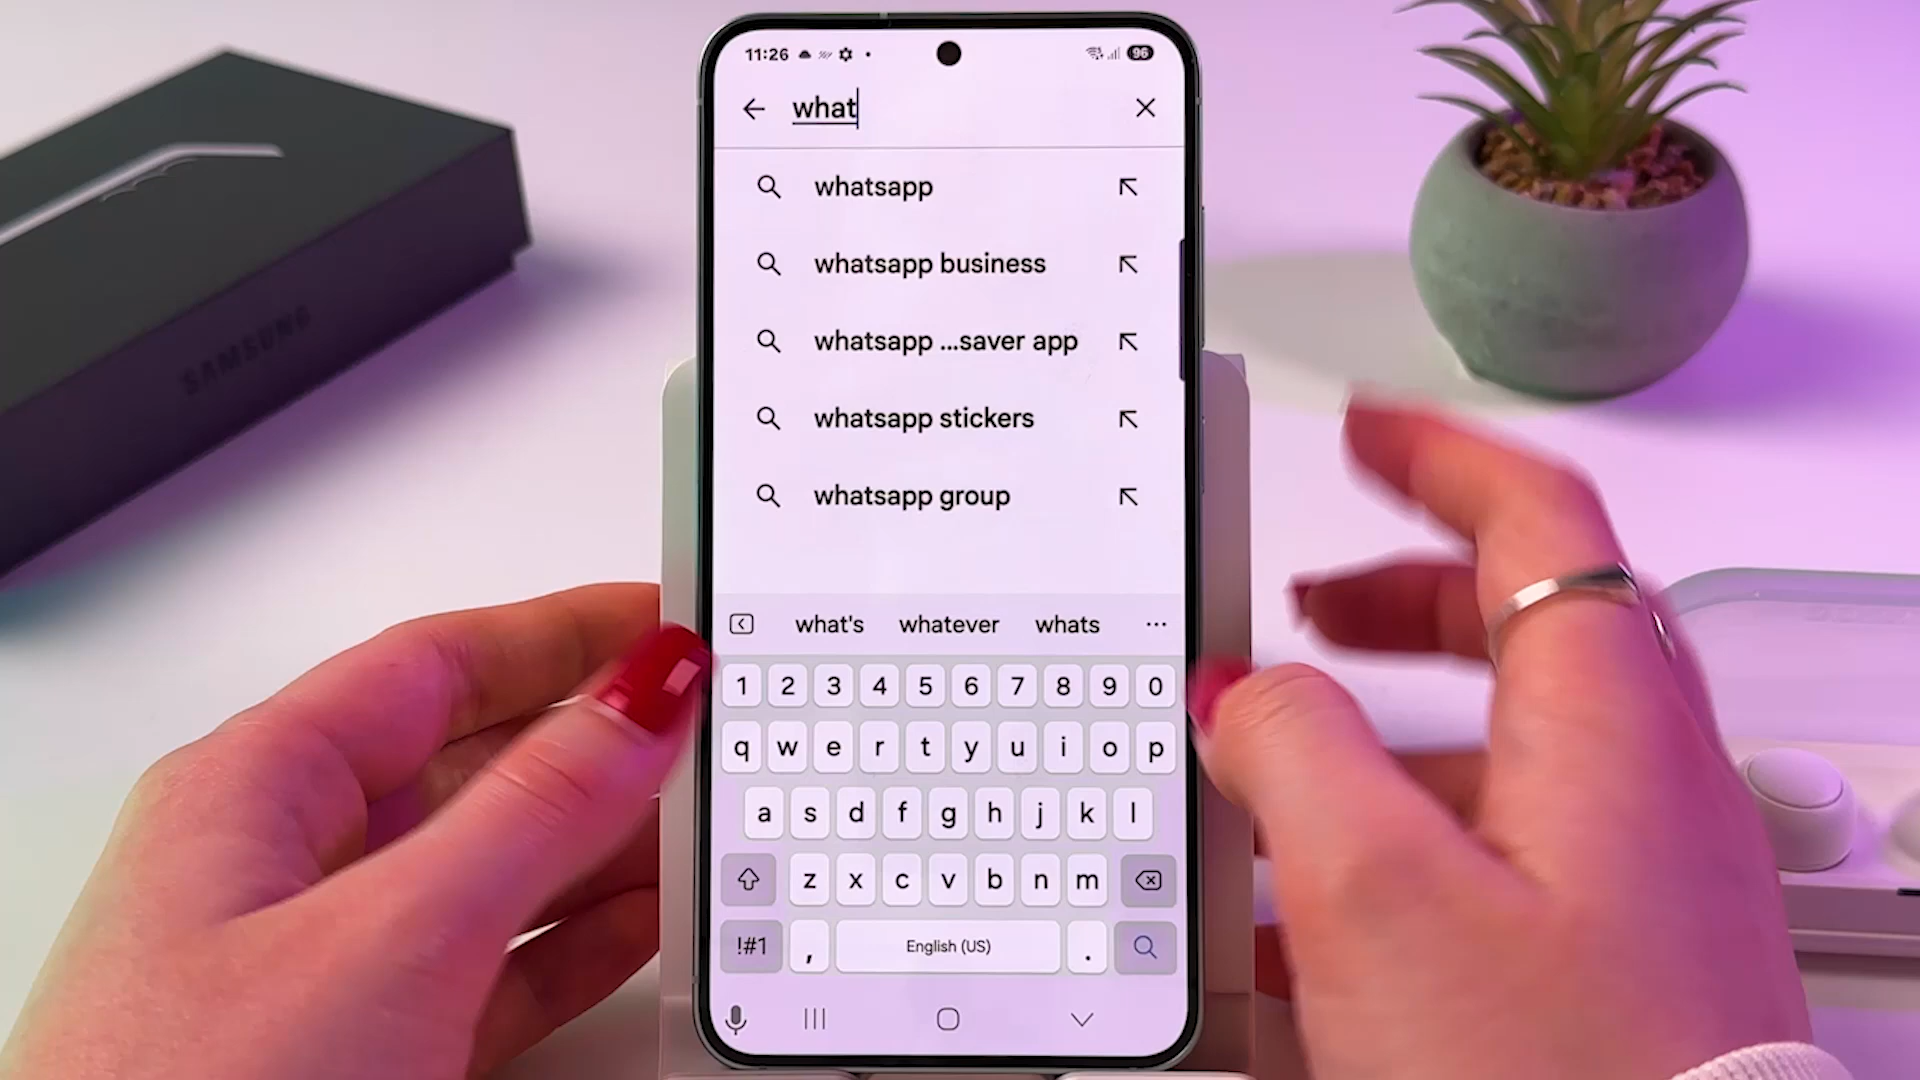 11:26
96
what
whatsapp
whatsapp business
whatsapp ...saver app
whatsapp stickers
whatsapp group
what's whatever whats ...
1 2 3 4 5 6 7 8 9 0
q w e r t y u i o p
a s d f g h j k l
z x c v b n m
!#1 , English (US) .
SAMSUNG